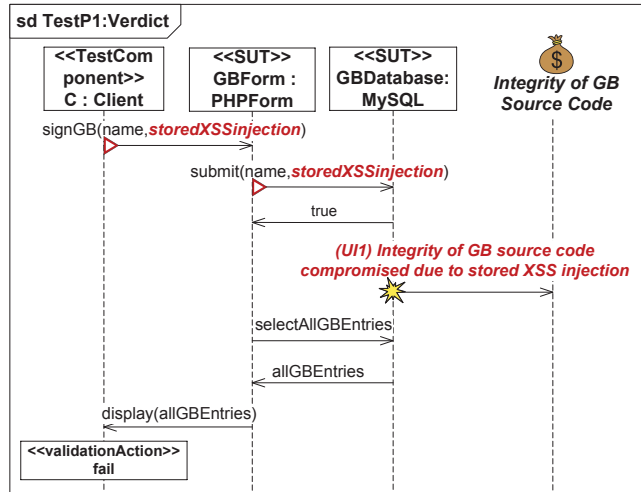 sd TestP1:Verdict
<<TestCom
ponent>>
C : Client
<<SUT>>
GBForm :
PHPForm
<<SUT>>
GBDatabase:
MySQL
$
Integrity of GB
Source Code
signGB(name,storedXSSinjection)
submit(name,storedXSSinjection)
true
(UI1) Integrity of GB source code
compromised due to stored XSS injection
selectAllGBEntries
allGBEntries
display(allGBEntries)
<<validationAction>>
fail